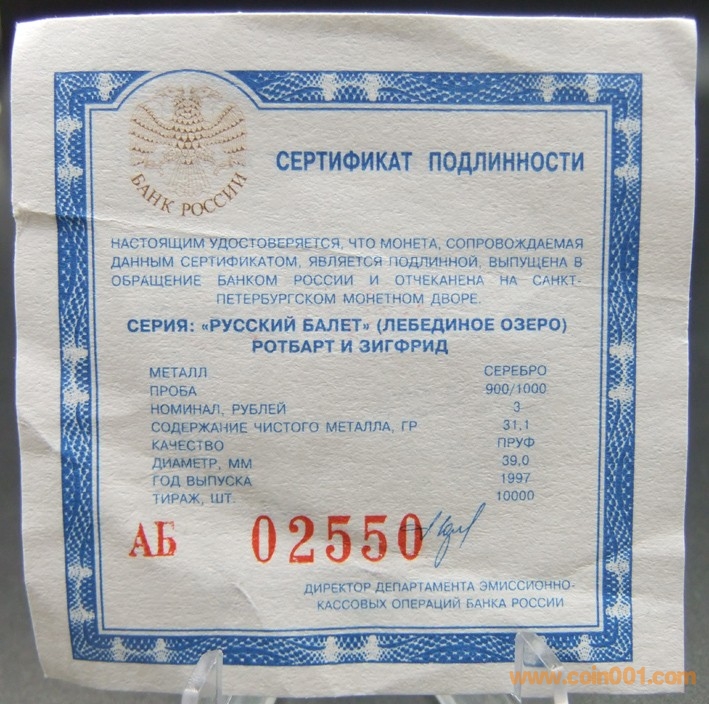 БАНК РОССИИ
СЕРТИФИКАТ ПОДЛИННОСТИ
НАСТОЯЩИМ УДОСТОВЕРЯЕТСЯ, ЧТО МОНЕТА, СОПРОВОЖДАЕМАЯ
ДАННЫМ СЕРТИФИКАТОМ, ЯВЛЯЕТСЯ ПОДЛИННОЙ, ВЫПУЩЕНА В
ОБРАЩЕНИЕ БАНКОМ РОССИИ И ОТЧЕКАНЕНА НА САНКТ-
ПЕТЕРБУРГСКОМ МОНЕТНОМ ДВОРЕ.
СЕРИЯ: «РУССКИЙ БАЛЕТ» (ЛЕБЕДИНОЕ ОЗЕРО)
РОТБАРТ И ЗИГФРИД
МЕТАЛЛ СЕРЕБРО
ПРОБА 900/1000
НОМИНАЛ, РУБЛЕЙ 3
СОДЕРЖАНИЕ ЧИСТОГО МЕТАЛЛА, ГР 31,1
КАЧЕСТВО ПРУФ
ДИАМЕТР, ММ 39,0
ГОД ВЫПУСКА 1997
ТИРАЖ, ШТ. 10000
АБ 02550
ДИРЕКТОР ДЕПАРТАМЕНТА ЭМИССИОННО-
КАССОВЫХ ОПЕРАЦИЙ БАНКА РОССИИ
www.coin001.com